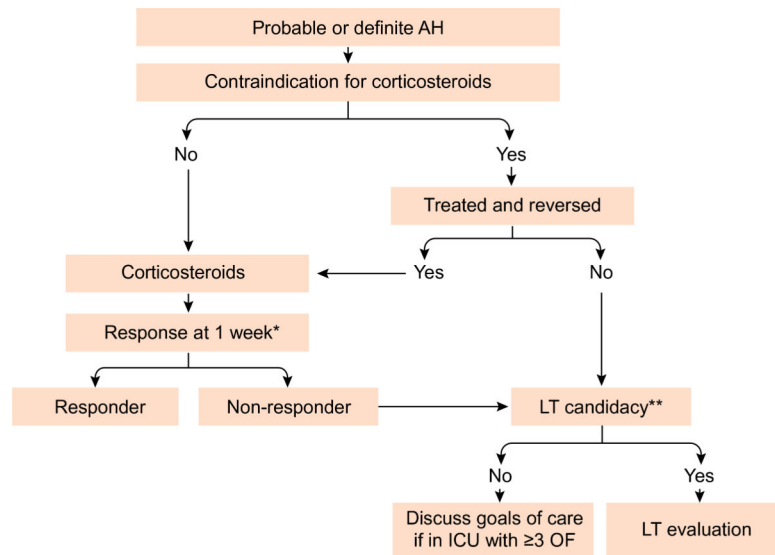 Probable or definite AH
Contraindication for corticosteroids
No
Yes
Treated and reversed
Corticosteroids
Yes
No
Response at 1 week*
Responder
Non-responder
LT candidacy**
No
Yes
Discuss goals of care
if in ICU with ≥3 OF
LT evaluation